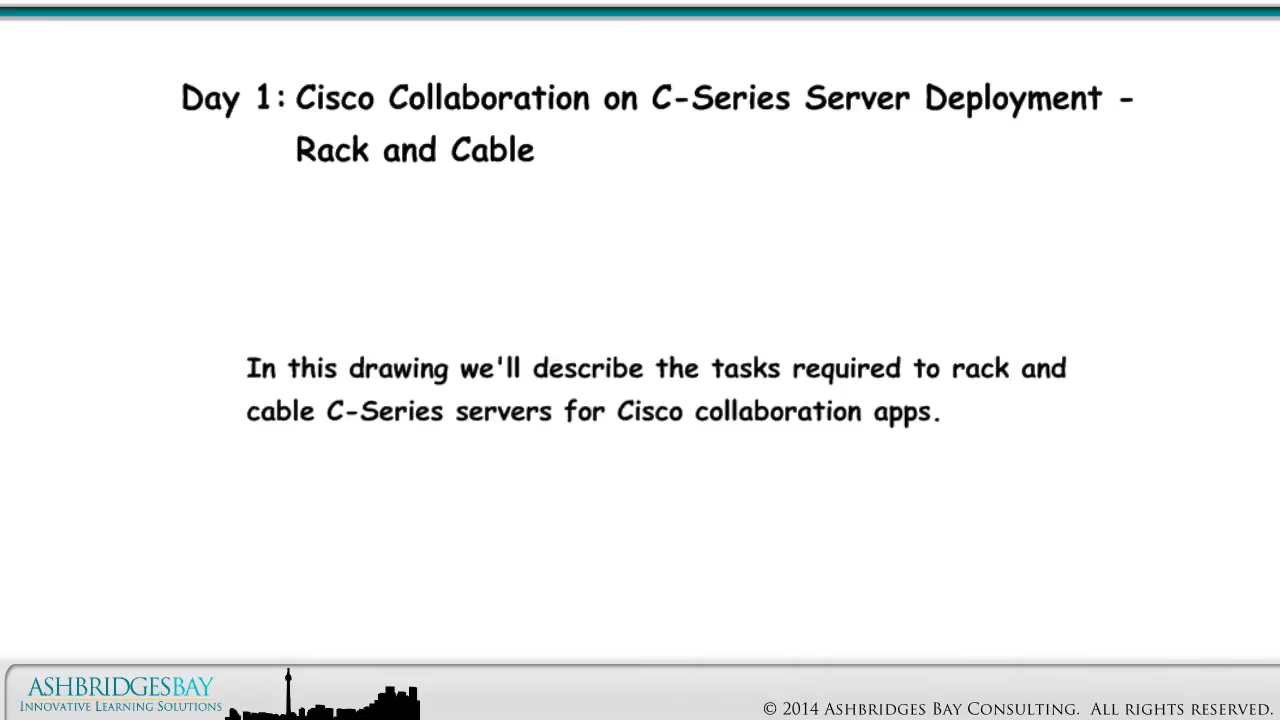 Day 1: Cisco Collaboration on C-Series Server Deployment -
Rack and Cable
In this drawing we'll describe the tasks required to rack and
cable C-Series servers for Cisco collaboration apps.
ASHBRIDGESBAY
INNOVATIVE LEARNING SOLUTIONS
© 2014 ASHBRIDGES BAY CONSULTING. ALL RIGHTS RESERVED.